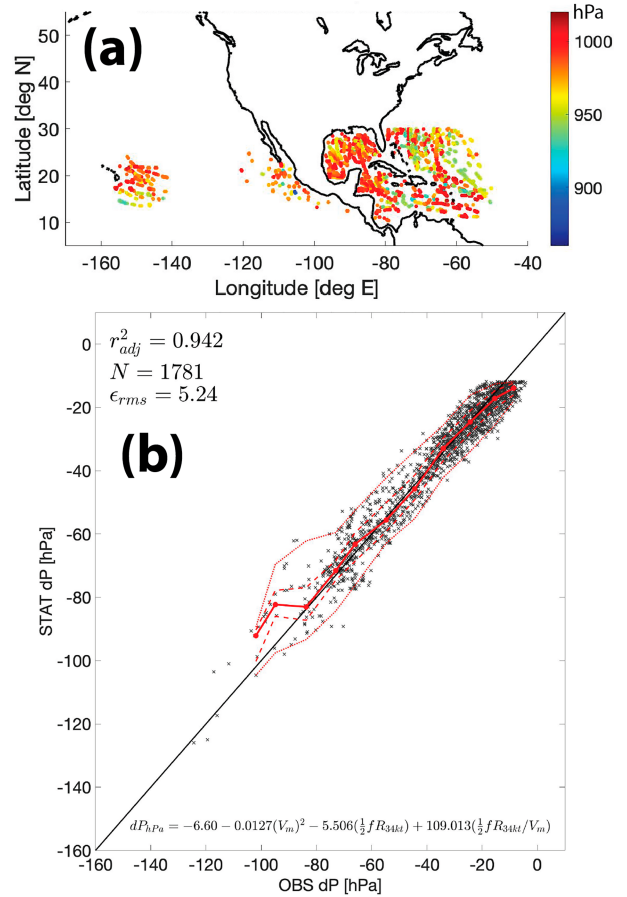 hPa
(a)
50
40
30
20
10
Latitude [deg N]
1000
950
900
-160 -140 -120 -100 -80 -60 -40
Longitude [deg E]
r²adj = 0.942
N = 1781
ϵrms = 5.24
(b)
0
-20
-40
-60
-80
-100
-120
-140
-160
STAT dP [hPa]
dPhPa = −6.60 − 0.0127(Vm)² − 5.506(½fR34kt) + 109.013(½fR34kt/Vm)
-160 -140 -120 -100 -80 -60 -40 -20 0
OBS dP [hPa]